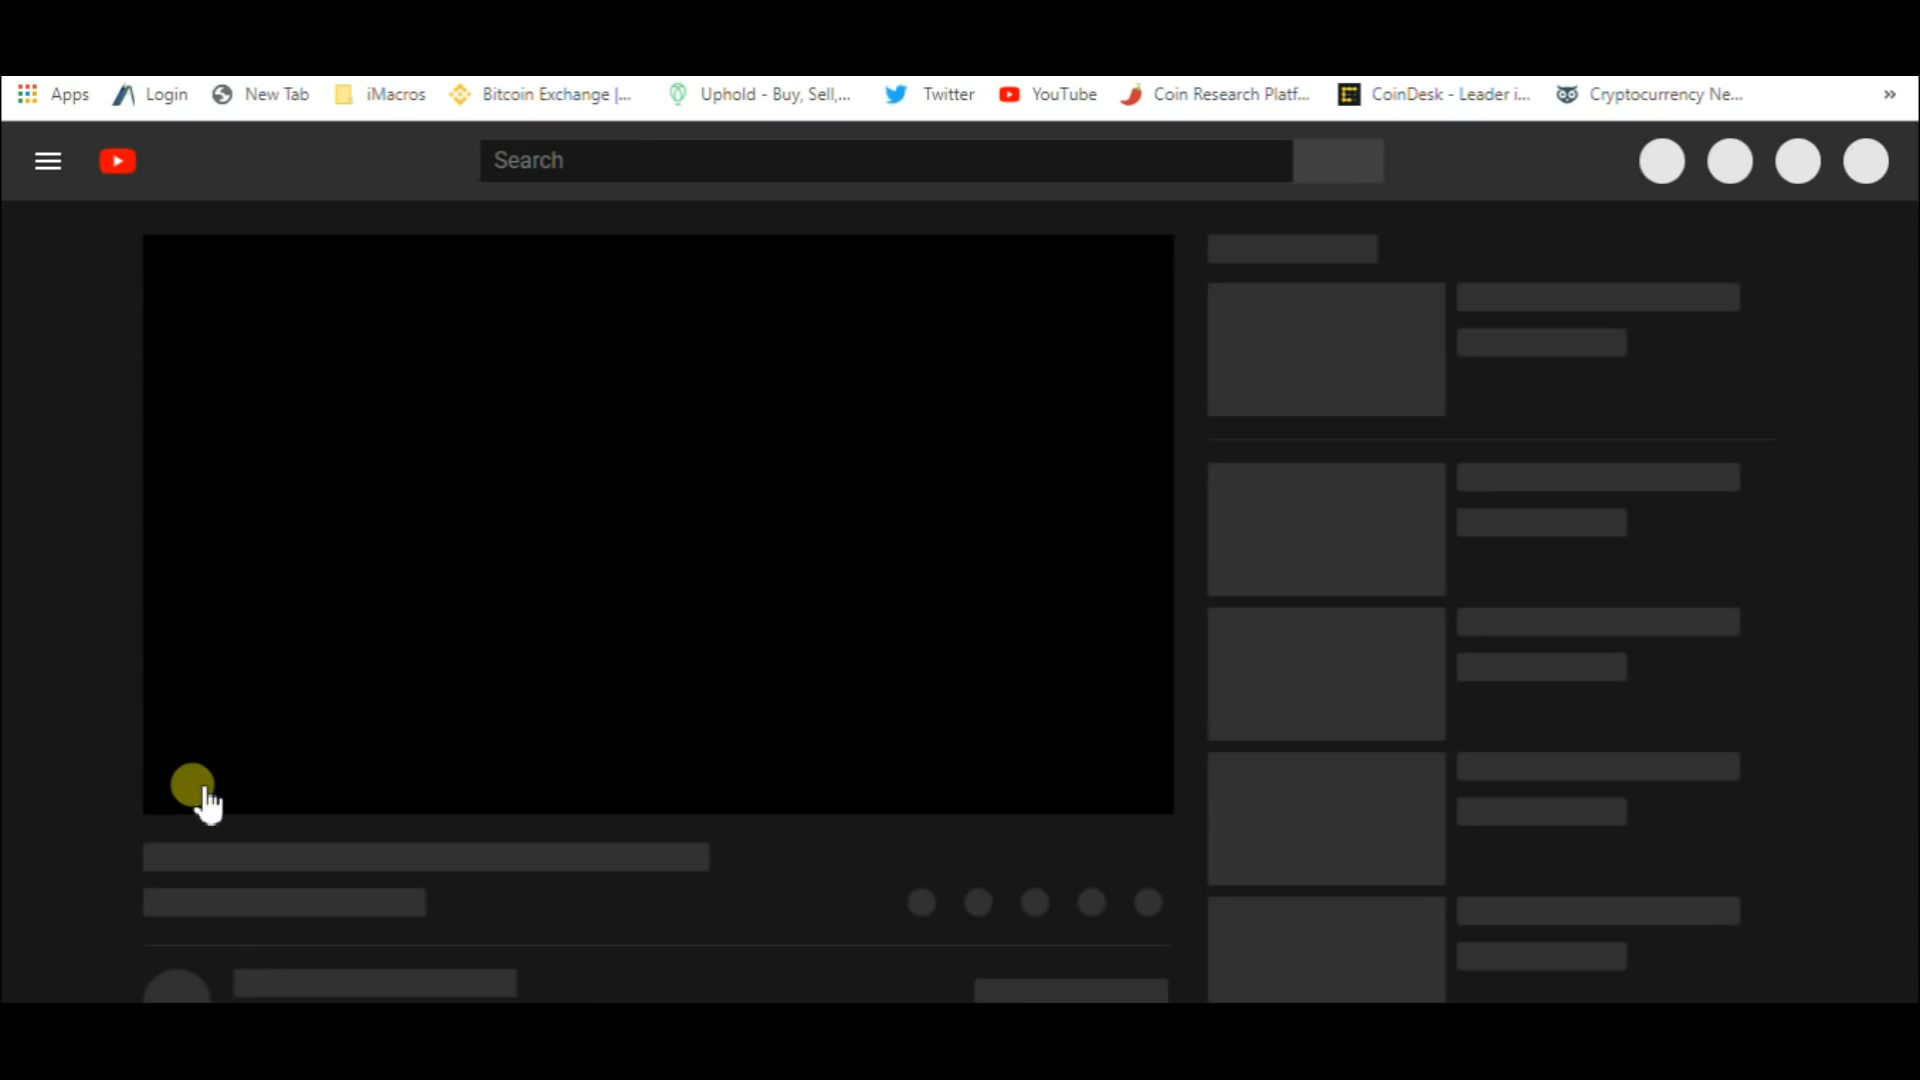 Apps Login New Tab iMacros Bitcoin Exchange |... Uphold - Buy, Sell,... Twitter YouTube Coin Research Platf... CoinDesk - Leader i... Cryptocurrency Ne... »
Search